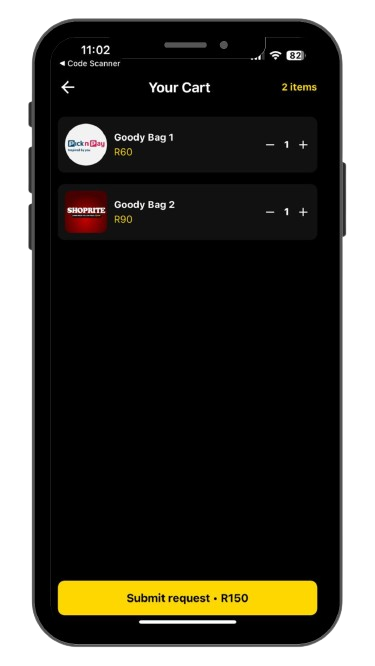 11:02
82
◀ Code Scanner
Your Cart
2 items
Pick n Pay
Inspired by you
Goody Bag 1
R60
1
SHOPRITE
Goody Bag 2
R90
1
Submit request • R150